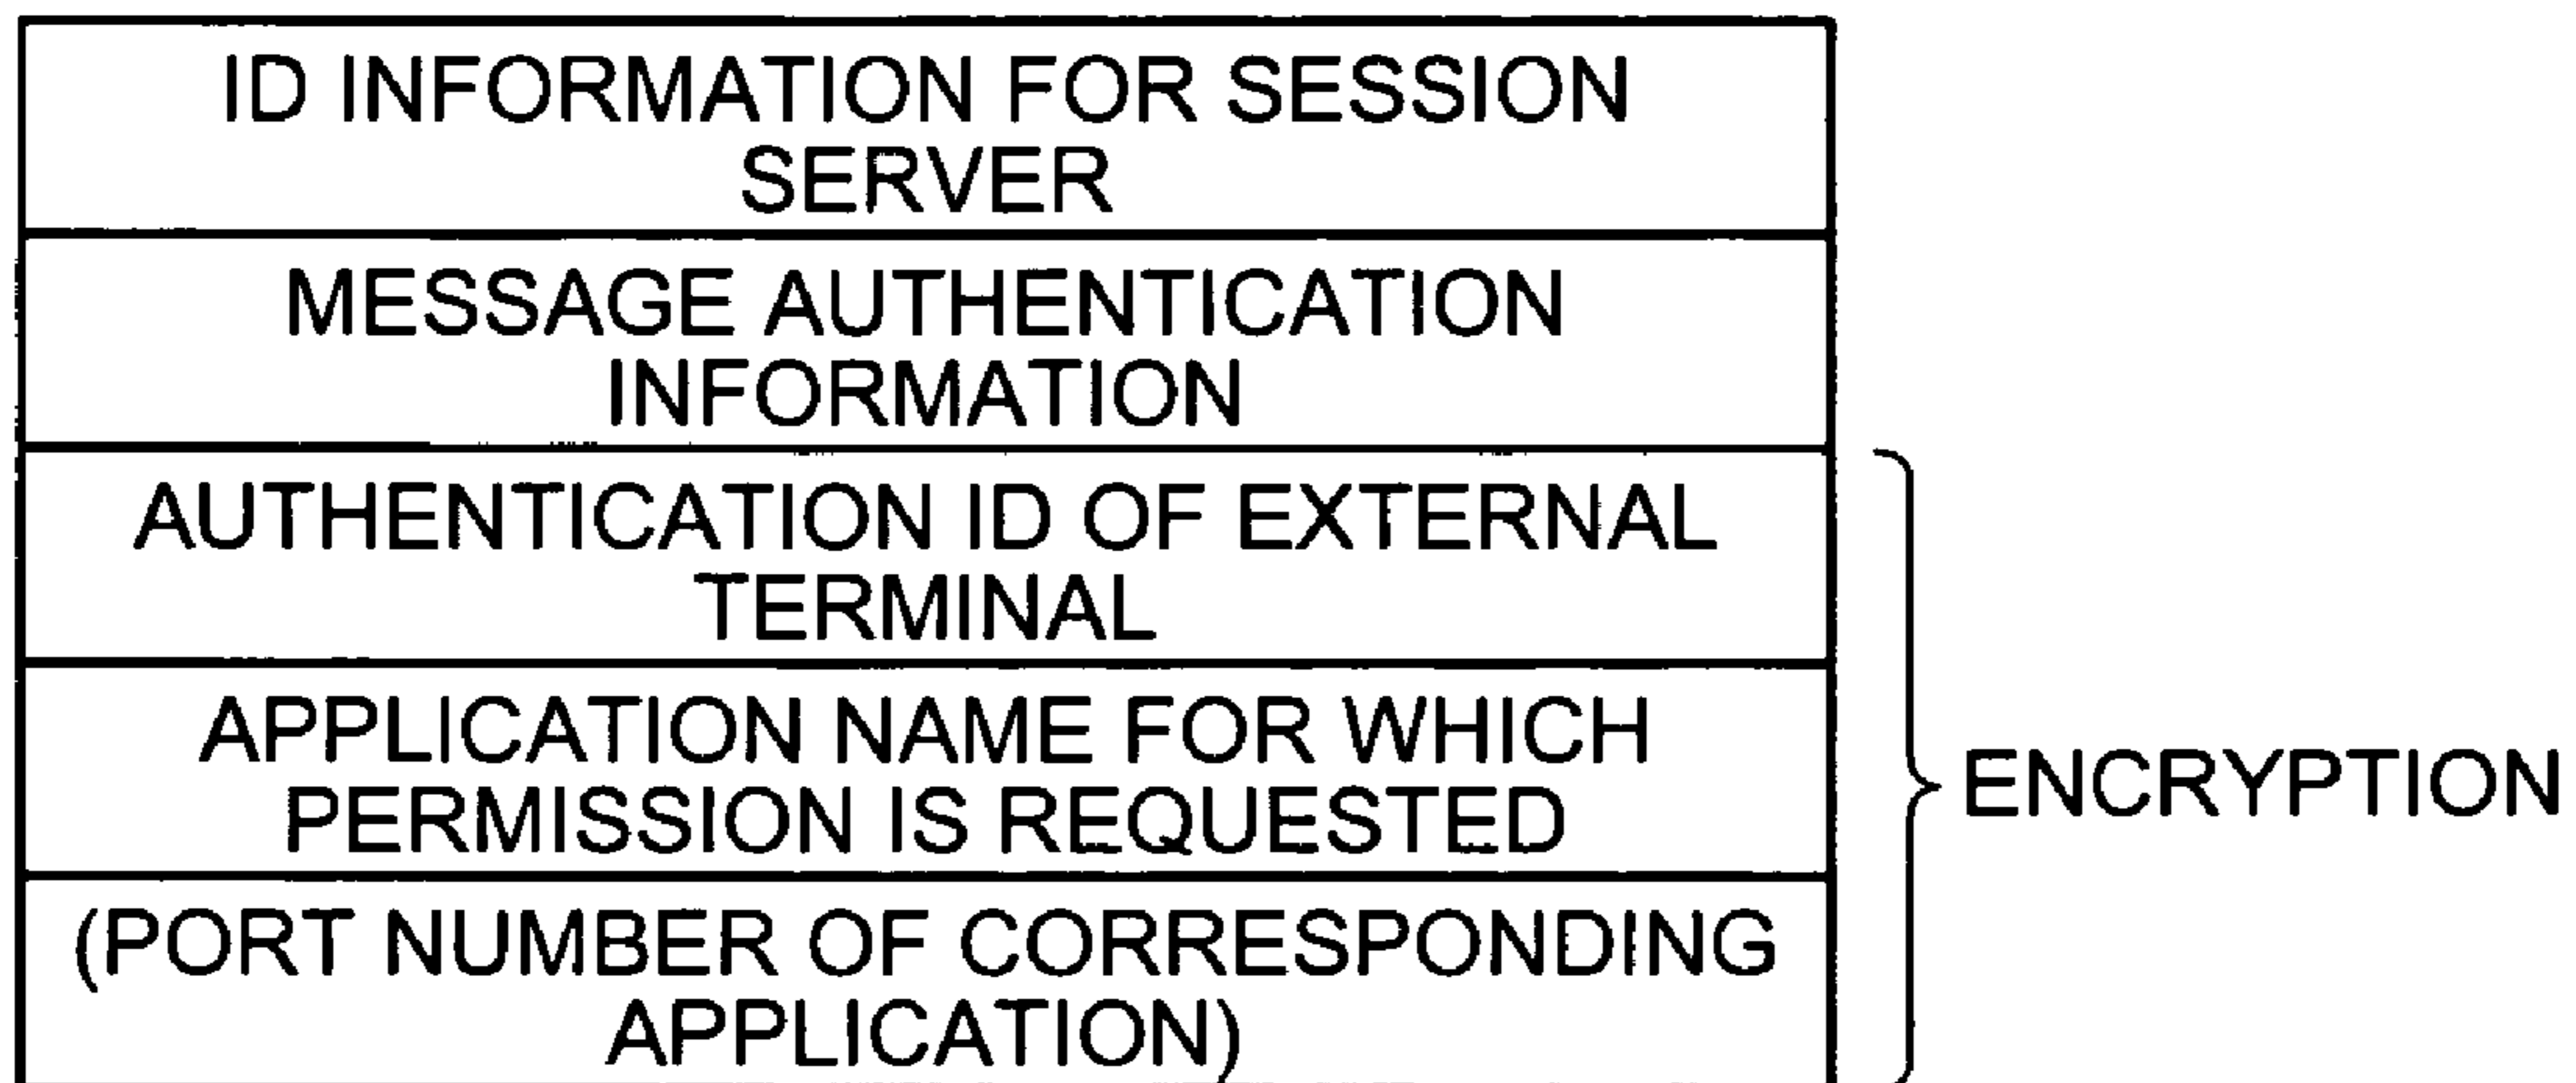 ID INFORMATION FOR SESSION
SERVER
MESSAGE AUTHENTICATION
INFORMATION
AUTHENTICATION ID OF EXTERNAL
TERMINAL
APPLICATION NAME FOR WHICH
PERMISSION IS REQUESTED
ENCRYPTION
(PORT NUMBER OF CORRESPONDING
APPLICATION)